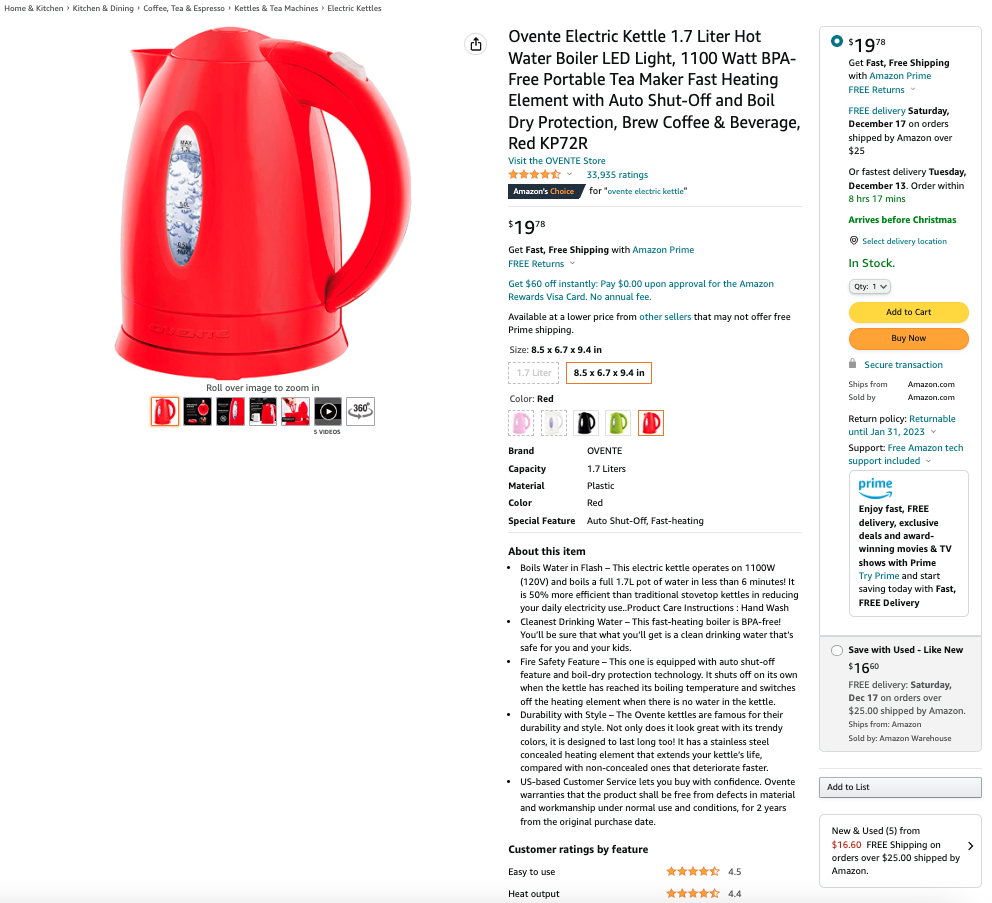 Home & Kitchen › Kitchen & Dining › Coffee, Tea & Espresso › Kettles & Tea Machines › Electric Kettles
MAX
1.7L
1.0L
0.5L
OVENTE
Roll over image to zoom in
360°
5 VIDEOS
Ovente Electric Kettle 1.7 Liter Hot
Water Boiler LED Light, 1100 Watt BPA-
Free Portable Tea Maker Fast Heating
Element with Auto Shut-Off and Boil
Dry Protection, Brew Coffee & Beverage,
Red KP72R
Visit the OVENTE Store
33,935 ratings
Amazon's Choice for "ovente electric kettle"
$19 78
Get Fast, Free Shipping with Amazon Prime
FREE Returns
Get $60 off instantly: Pay $0.00 upon approval for the Amazon
Rewards Visa Card. No annual fee.
Available at a lower price from other sellers that may not offer free
Prime shipping.
Size: 8.5 x 6.7 x 9.4 in
1.7 Liter 8.5 x 6.7 x 9.4 in
Color: Red
Brand OVENTE
Capacity 1.7 Liters
Material Plastic
Color Red
Special Feature Auto Shut-Off, Fast-heating
About this item
• Boils Water in Flash – This electric kettle operates on 1100W
(120V) and boils a full 1.7L pot of water in less than 6 minutes! It
is 50% more efficient than traditional stovetop kettles in reducing
your daily electricity use..Product Care Instructions : Hand Wash
• Cleanest Drinking Water – This fast-heating boiler is BPA-free!
You'll be sure that what you'll get is a clean drinking water that's
safe for you and your kids.
• Fire Safety Feature – This one is equipped with auto shut-off
feature and boil-dry protection technology. It shuts off on its own
when the kettle has reached its boiling temperature and switches
off the heating element when there is no water in the kettle.
• Durability with Style – The Ovente kettles are famous for their
durability and style. Not only does it look great with its trendy
colors, it is designed to last long too! It has a stainless steel
concealed heating element that extends your kettle's life,
compared with non-concealed ones that deteriorate faster.
• US-based Customer Service lets you buy with confidence. Ovente
warranties that the product shall be free from defects in material
and workmanship under normal use and conditions, for 2 years
from the original purchase date.
Customer ratings by feature
Easy to use 4.5
Heat output 4.4
$19 78
Get Fast, Free Shipping
with Amazon Prime
FREE Returns
FREE delivery Saturday,
December 17 on orders
shipped by Amazon over
$25
Or fastest delivery Tuesday,
December 13. Order within
8 hrs 17 mins
Arrives before Christmas
Select delivery location
In Stock.
Qty: 1
Add to Cart
Buy Now
Secure transaction
Ships from Amazon.com
Sold by Amazon.com
Return policy: Returnable
until Jan 31, 2023
Support: Free Amazon tech
support included
prime
Enjoy fast, FREE
delivery, exclusive
deals and award-
winning movies & TV
shows with Prime
Try Prime and start
saving today with Fast,
FREE Delivery
Save with Used - Like New
$16 60
FREE delivery: Saturday,
Dec 17 on orders over
$25.00 shipped by Amazon.
Ships from: Amazon
Sold by: Amazon Warehouse
Add to List
New & Used (5) from
$16.60 FREE Shipping on
orders over $25.00 shipped by
Amazon.